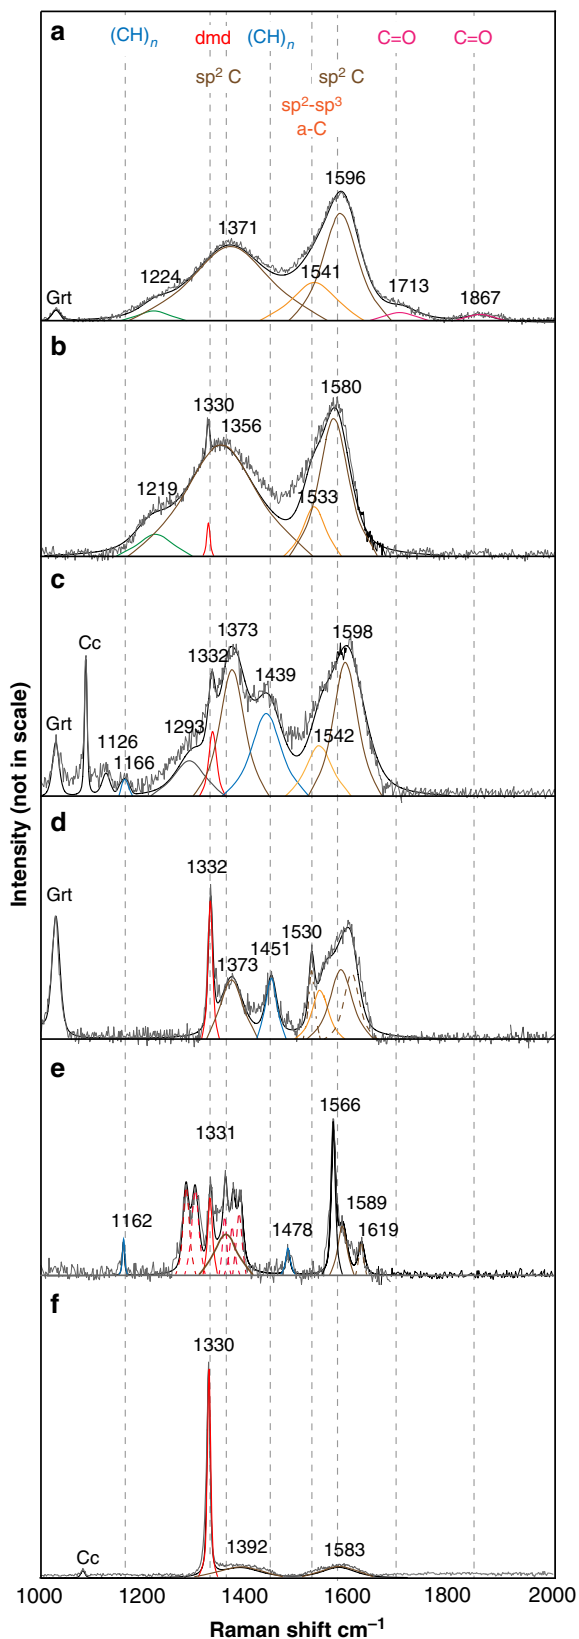 a
(CH)n dmd (CH)n C=O C=O
sp2 C sp2 C
sp2-sp3
a-C
1596
1371
1224 1541
1713
1867
Grt
b
1580
1330
1356
1219 1533
c
1373 1598
Cc 1332
1439
Grt 1293
1126 1542
1166
d
1332
Grt 1530
1451
1373
e
1566
1331
1589
1162 1478 1619
f
1330
1392 1583
Cc
1000 1200 1400 1600 1800 2000
Raman shift cm–1
Intensity (not in scale)